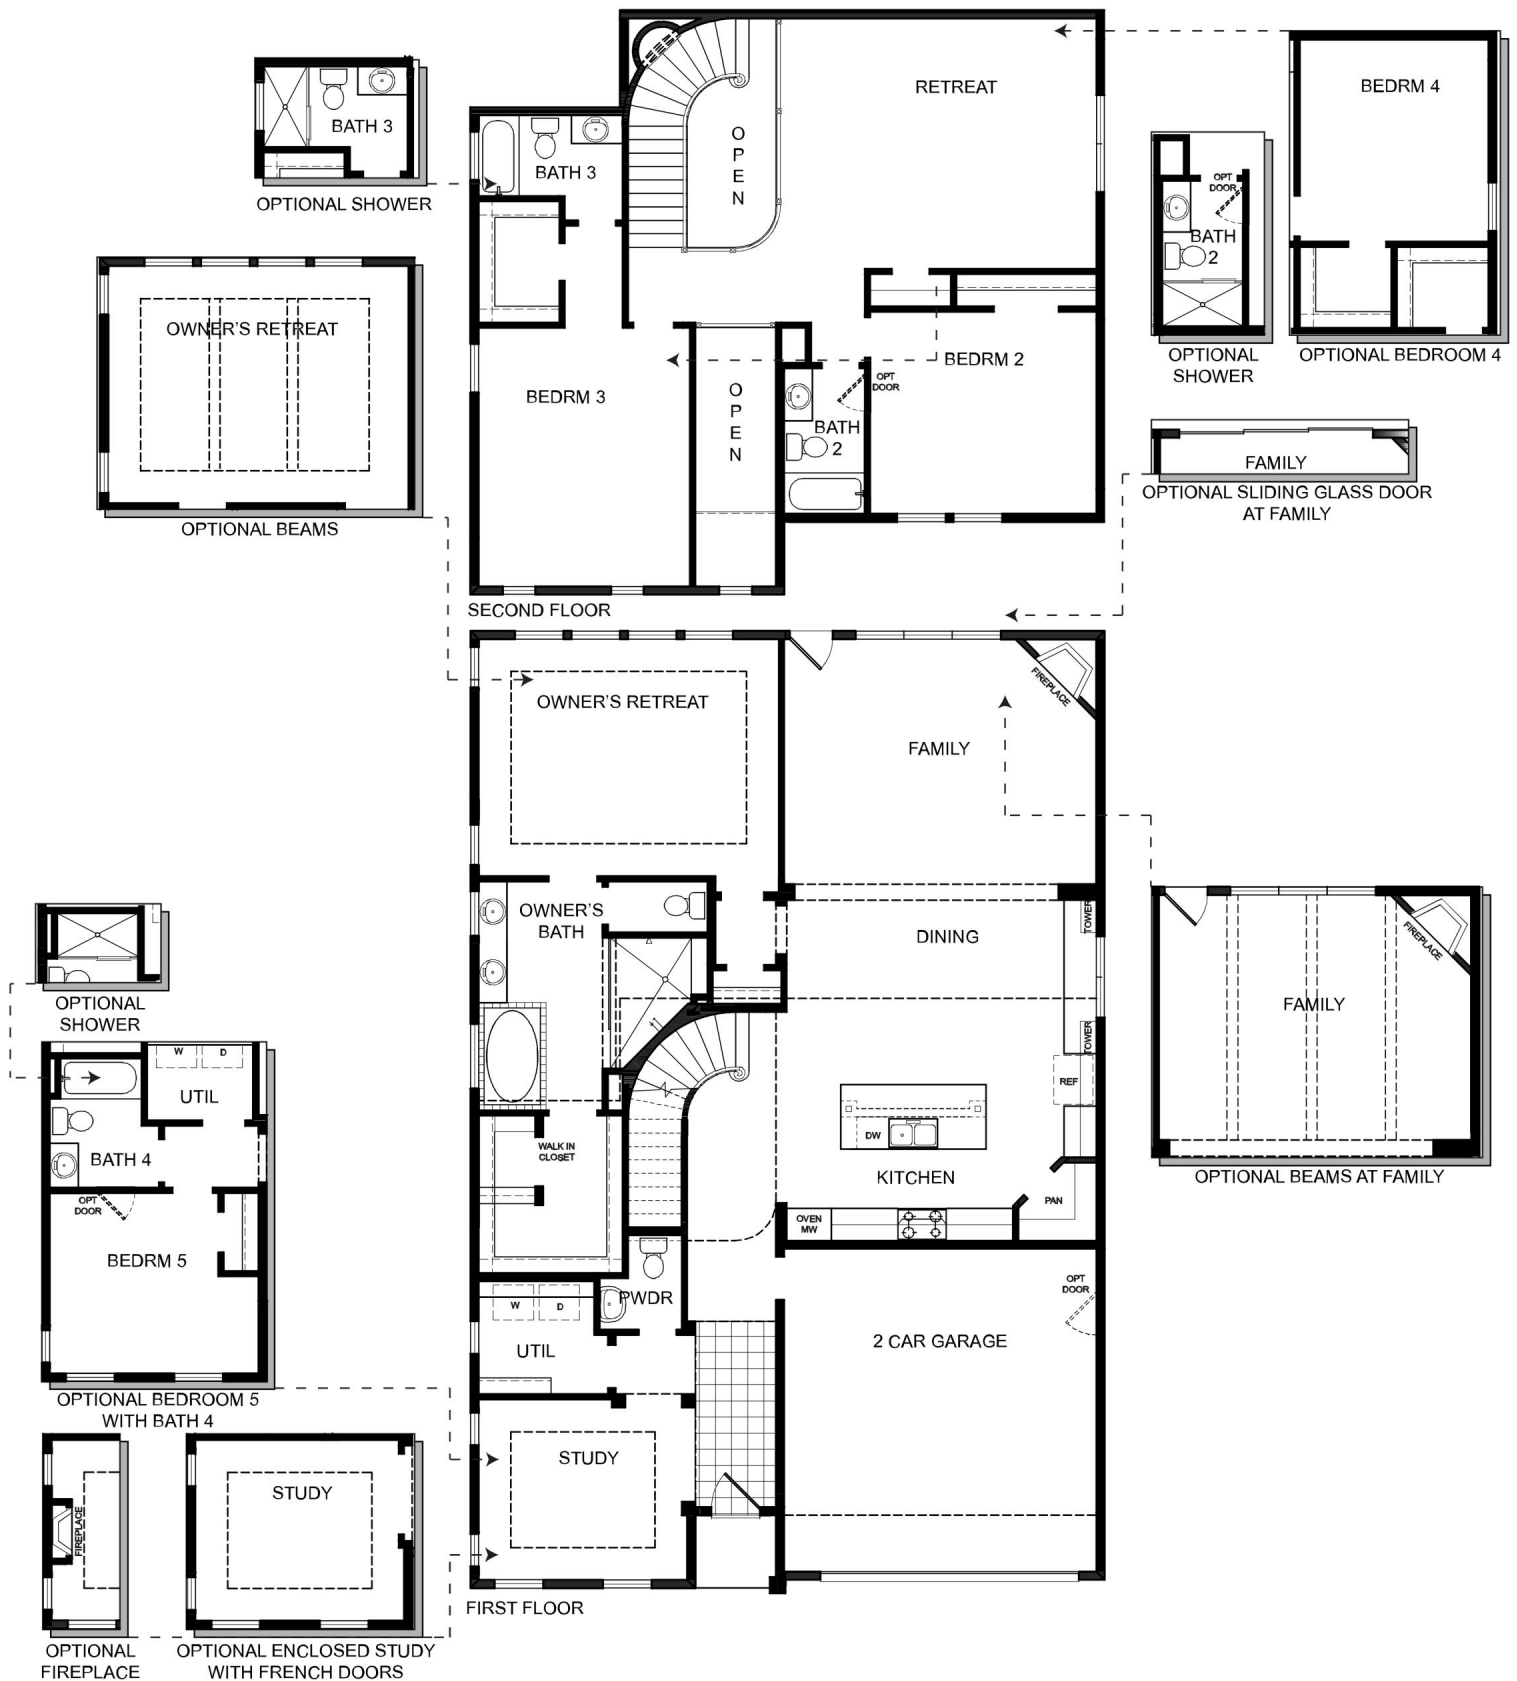 RETREAT
BEDRM 4
BATH 3
OPTIONAL SHOWER
BATH 3
O
P
E
N
OPT
DOOR
BATH
2
OPTIONAL
SHOWER
OPTIONAL BEDROOM 4
OWNER'S RETREAT
OPTIONAL BEAMS
BEDRM 3
O
P
E
N
BEDRM 2
OPT
DOOR
BATH
2
FAMILY
OPTIONAL SLIDING GLASS DOOR
AT FAMILY
SECOND FLOOR
OWNER'S RETREAT
FAMILY
FIREPLACE
OWNER'S
BATH
DINING
TOWER
TOWER
REF
DW
KITCHEN
WALK IN
CLOSET
PAN
OVEN
MW
FAMILY
FIREPLACE
OPTIONAL BEAMS AT FAMILY
OPTIONAL
SHOWER
W
D
UTIL
BATH 4
OPT
DOOR
BEDRM 5
OPTIONAL BEDROOM 5
WITH BATH 4
PWDR
W
D
UTIL
OPT
DOOR
2 CAR GARAGE
STUDY
FIRST FLOOR
FIREPLACE
OPTIONAL
FIREPLACE
STUDY
OPTIONAL ENCLOSED STUDY
WITH FRENCH DOORS